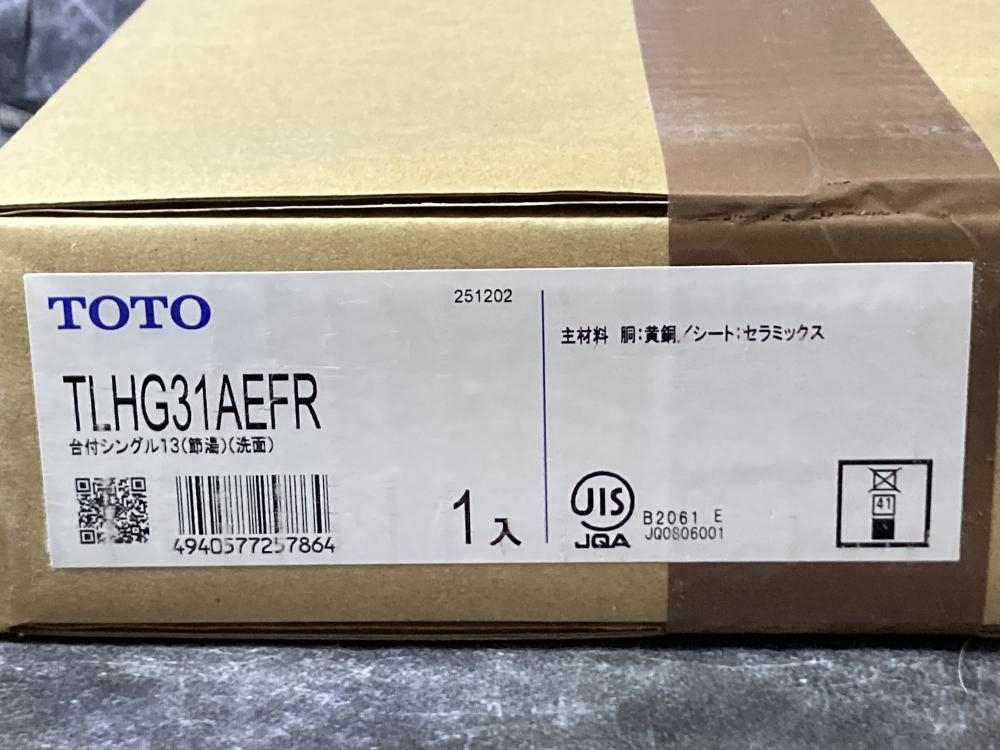 TOTO
251202
TLHG31AEFR
台付シングル13(節湯)(洗面)
4940577257864
1入
主材料 胴:黄銅/シート:セラミックス
JIS
JQA
B2061 E
JQ0806001
41